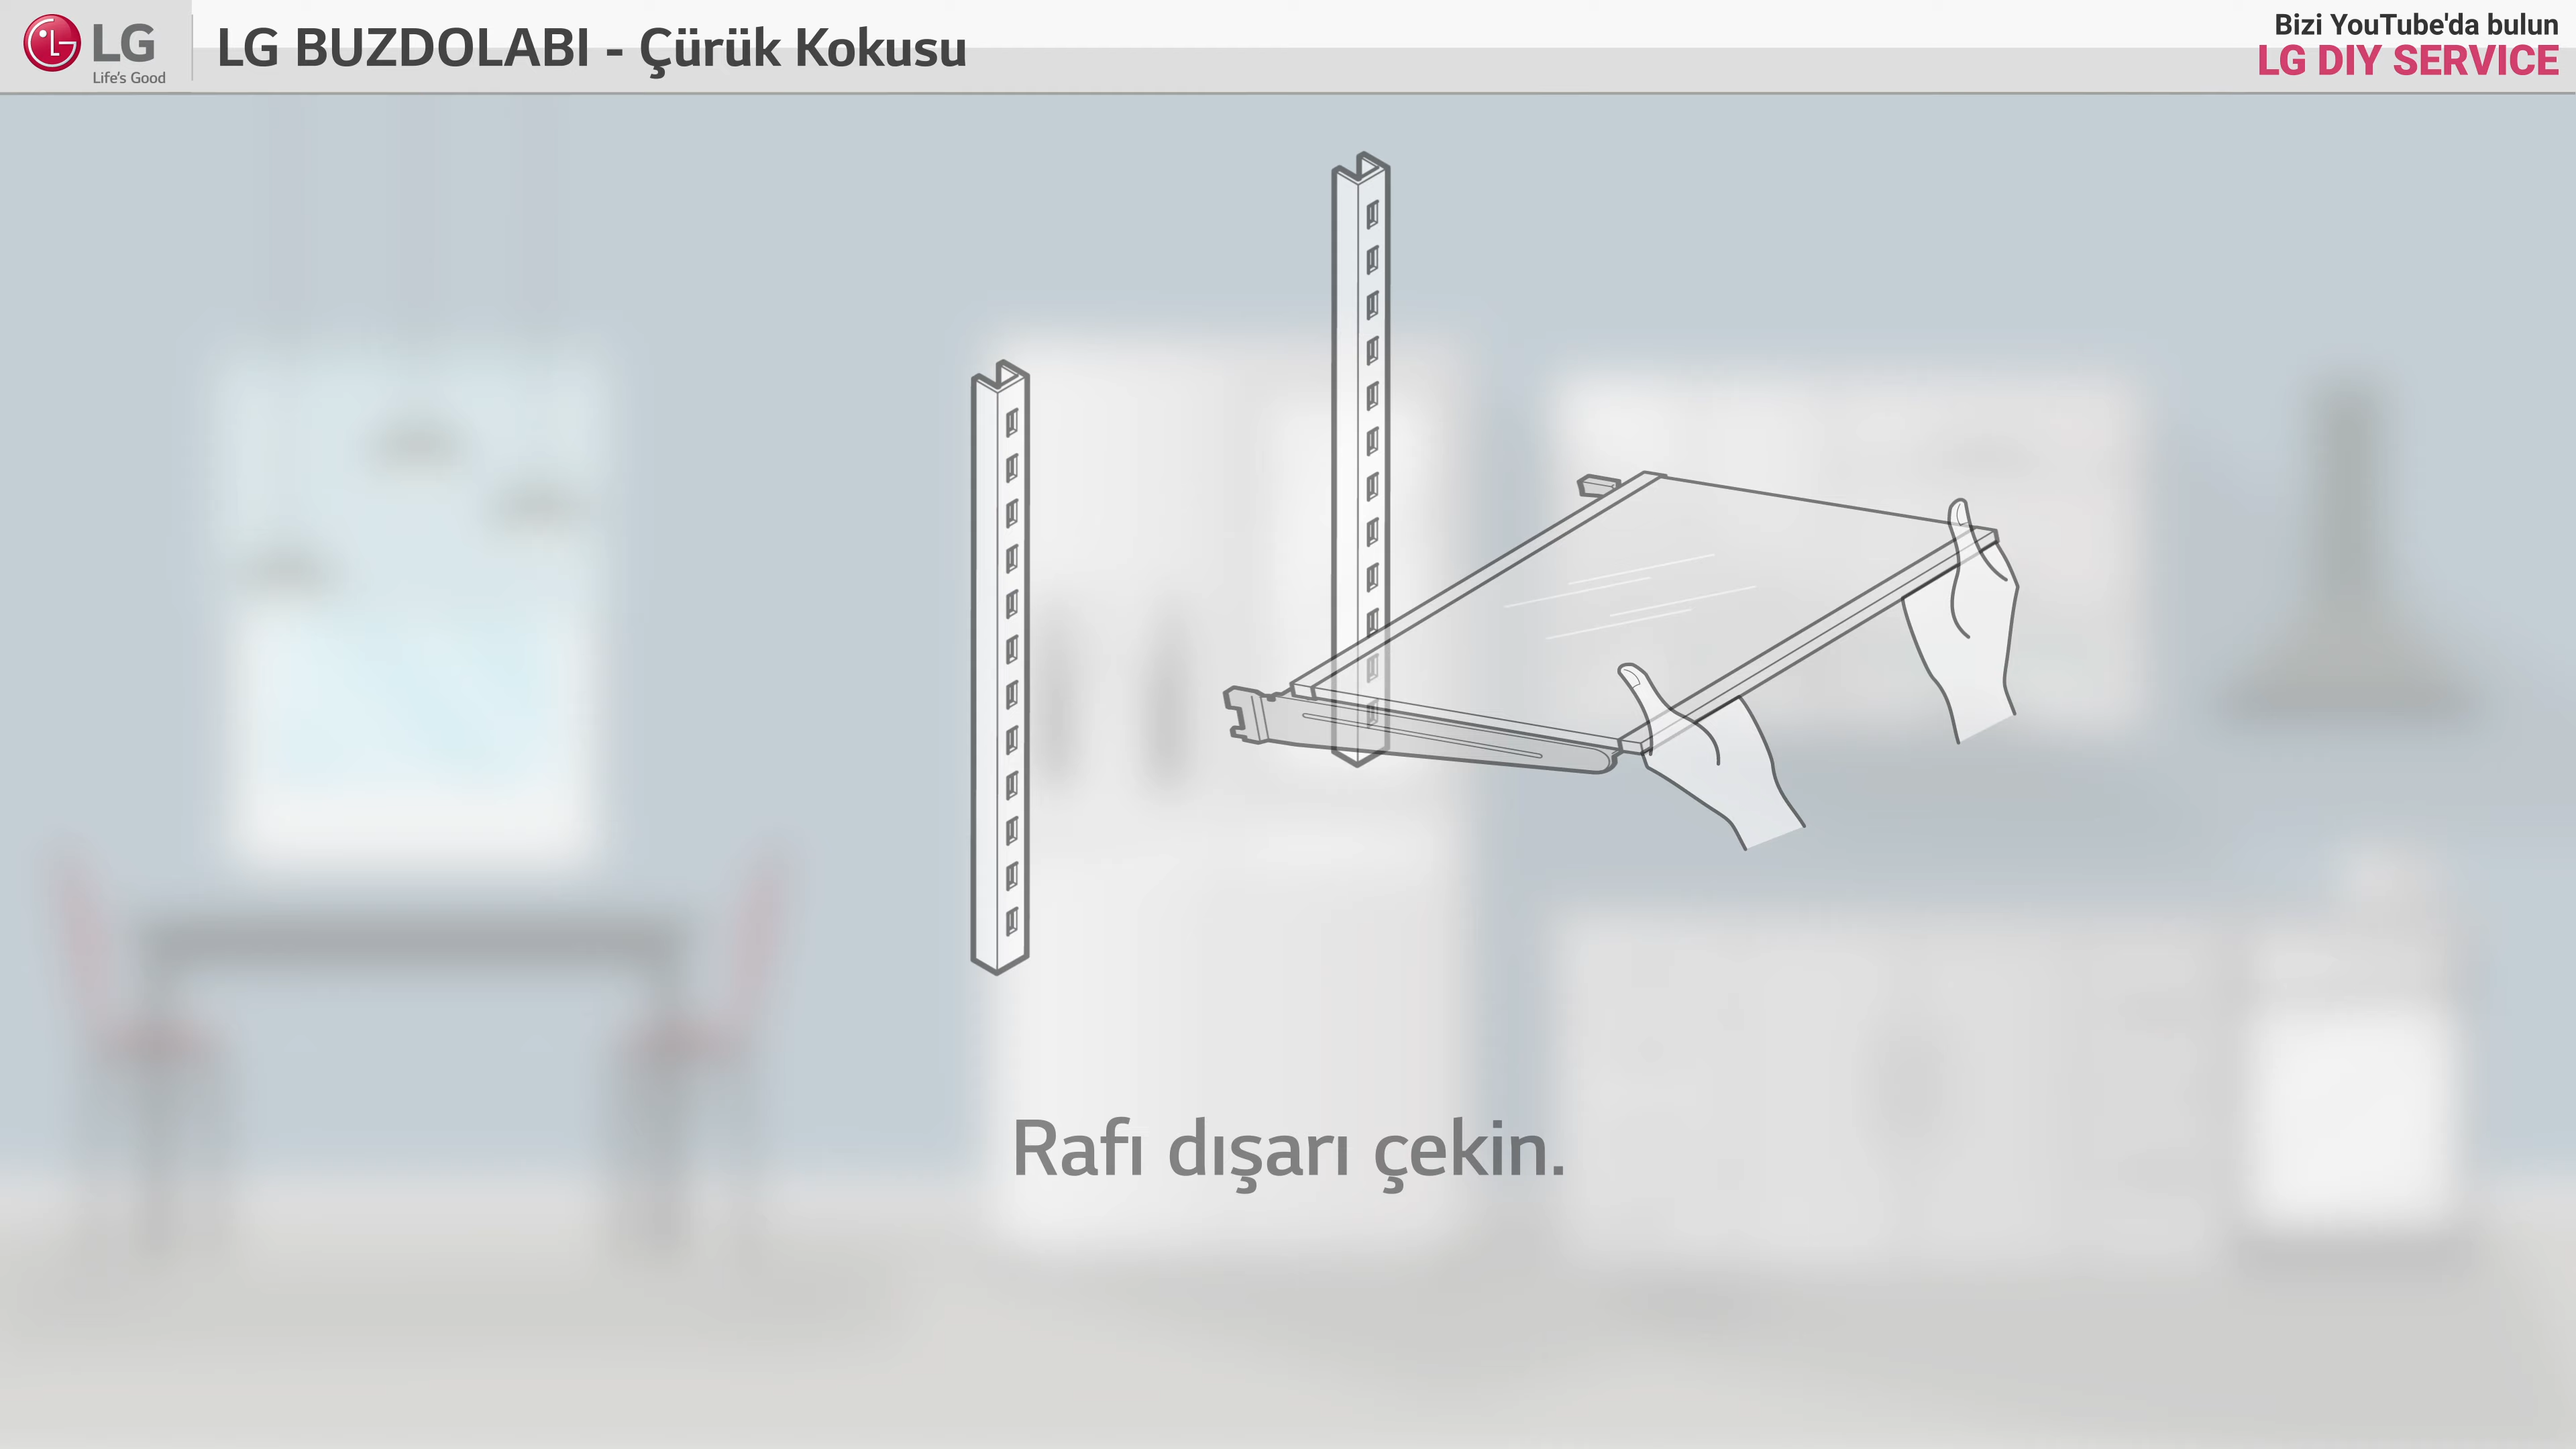 LG
Life's Good
LG BUZDOLABI - Çürük Kokusu
Bizi YouTube'da bulun
LG DIY SERVICE
Rafı dışarı çekin.